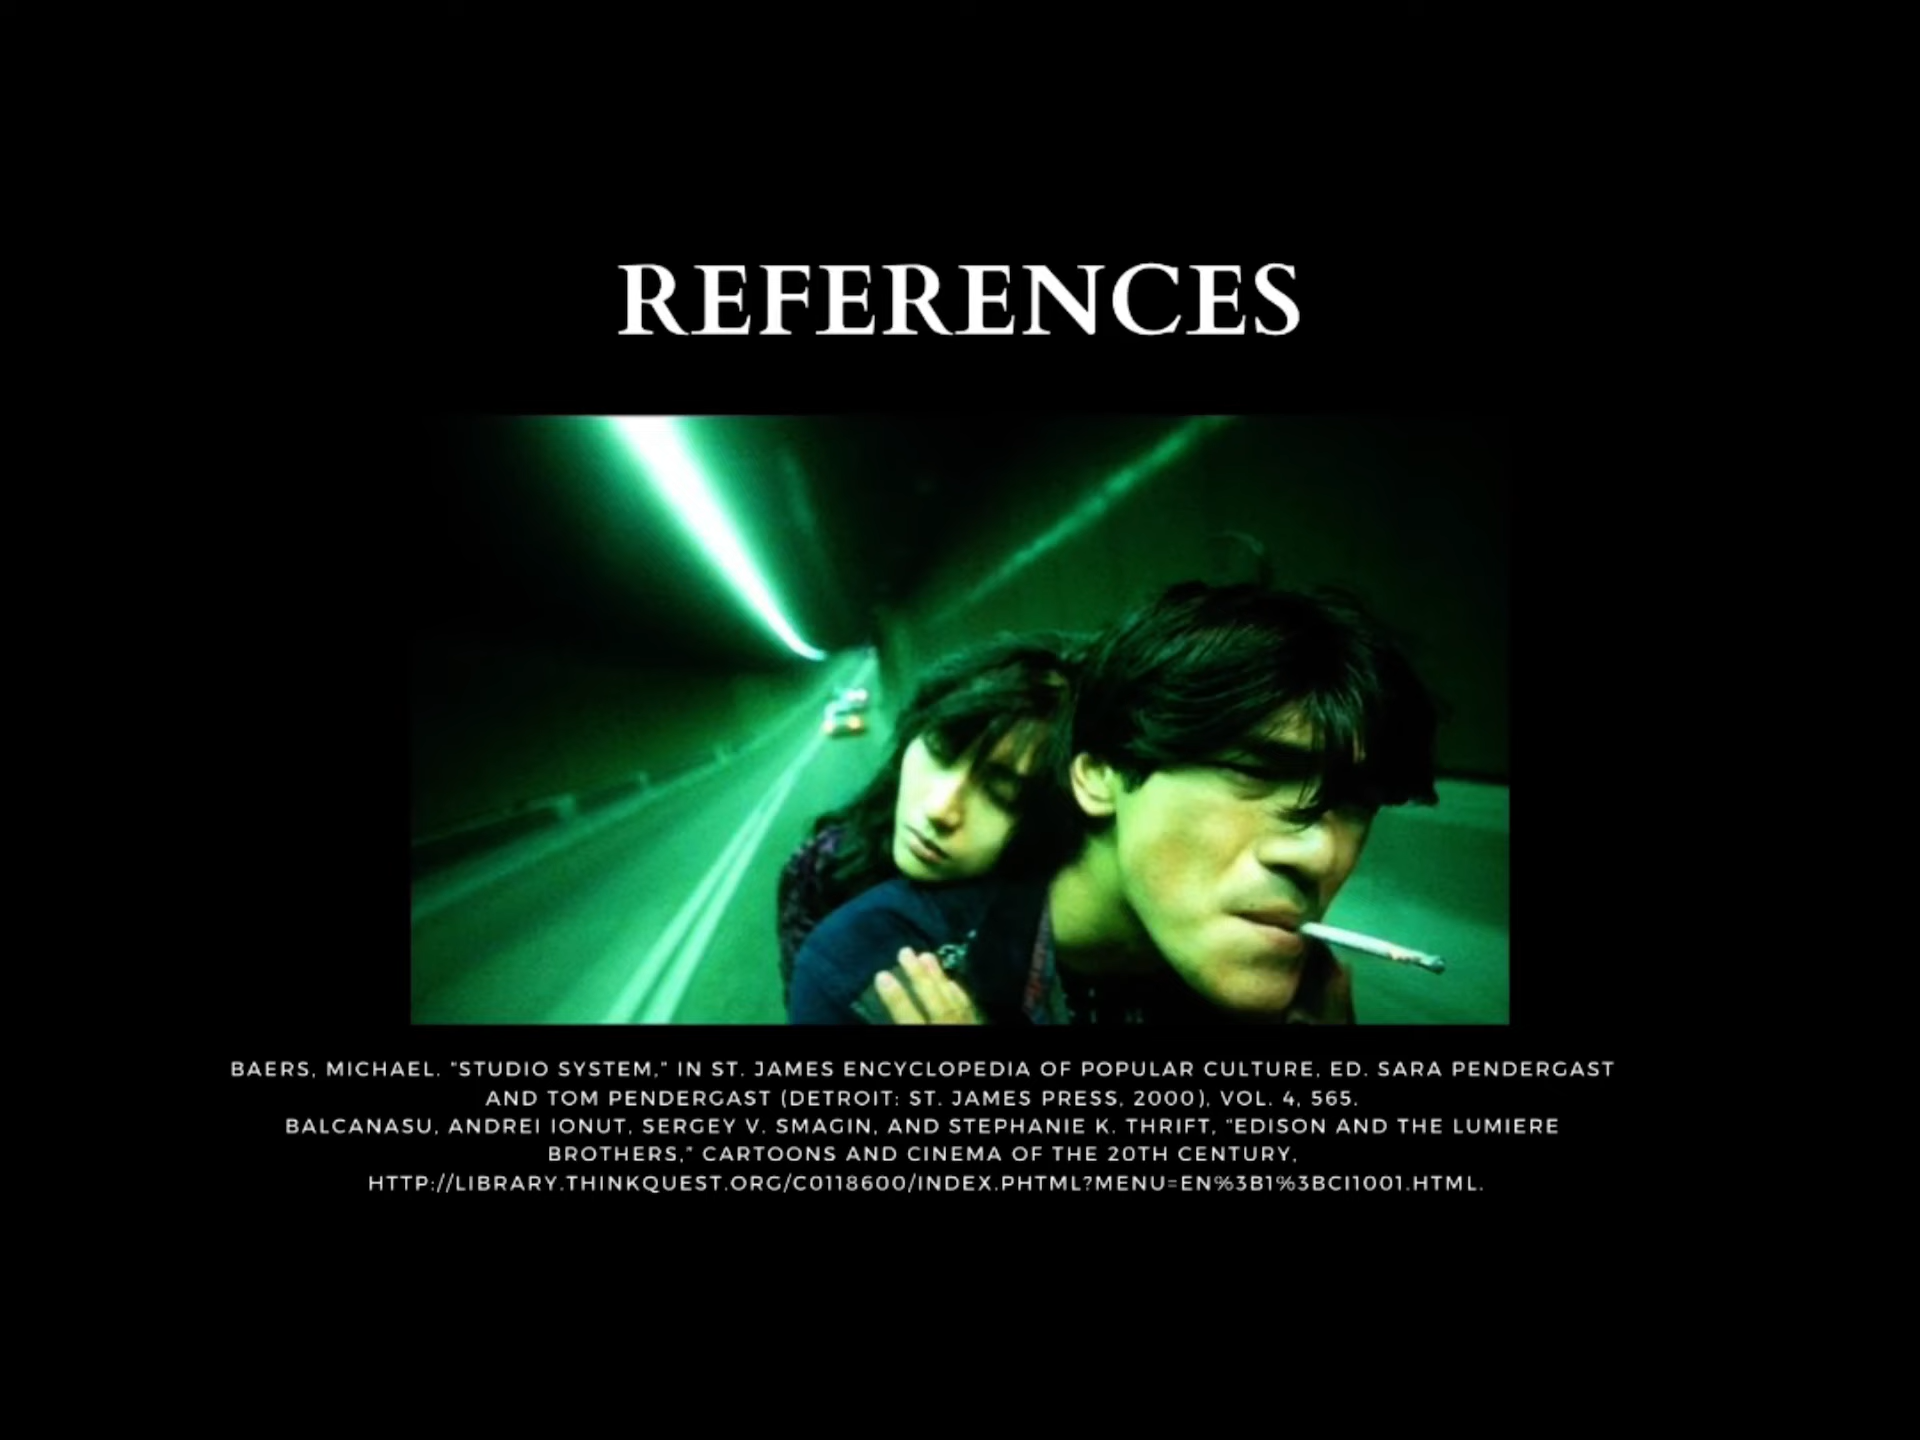 REFERENCES
BAERS, MICHAEL. "STUDIO SYSTEM," IN ST. JAMES ENCYCLOPEDIA OF POPULAR CULTURE, ED. SARA PENDERGAST
AND TOM PENDERGAST (DETROIT: ST. JAMES PRESS, 2000), VOL. 4, 565.
BALCANASU, ANDREI IONUT, SERGEY V. SMAGIN, AND STEPHANIE K. THRIFT, "EDISON AND THE LUMIERE
BROTHERS," CARTOONS AND CINEMA OF THE 20TH CENTURY,
HTTP://LIBRARY.THINKQUEST.ORG/C0118600/INDEX.PHTML?MENU=EN%3B1%3BCI1001.HTML.